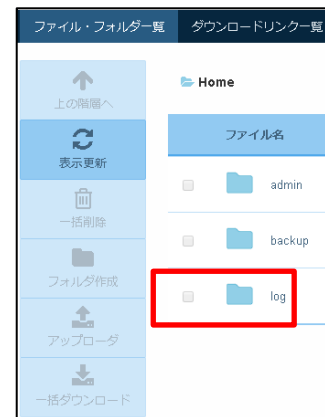 ファイル・フォルダ一覧 ダウンロードリンク一覧
上の階層へ
Home
表示更新
ファイル名
一括削除
admin
フォルダ作成
backup
アップローダ
log
一括ダウンロード